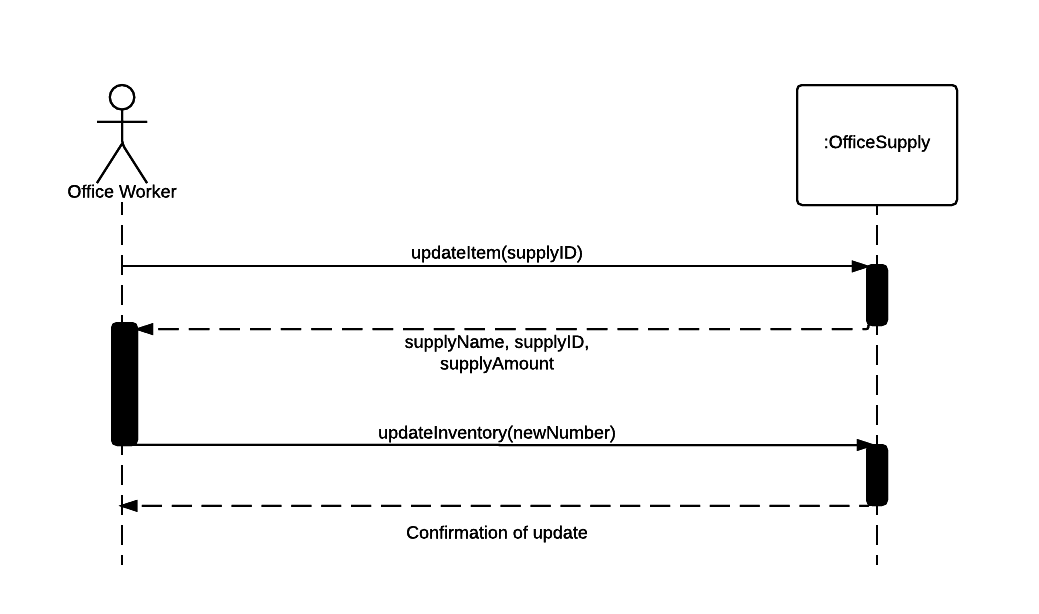 :OfficeSupply
Office Worker
updateItem(supplyID)
supplyName, supplyID,
supplyAmount
updateInventory(newNumber)
Confirmation of update